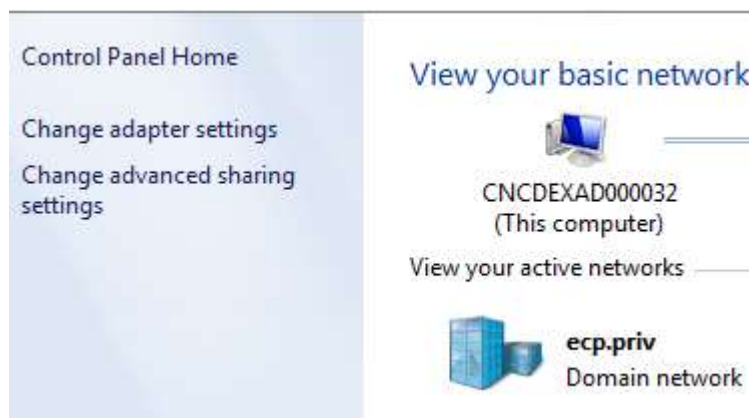 Control Panel Home
Change adapter settings
Change advanced sharing
settings
View your basic network
CNCDEXAD000032
(This computer)
View your active networks
ecp.priv
Domain network